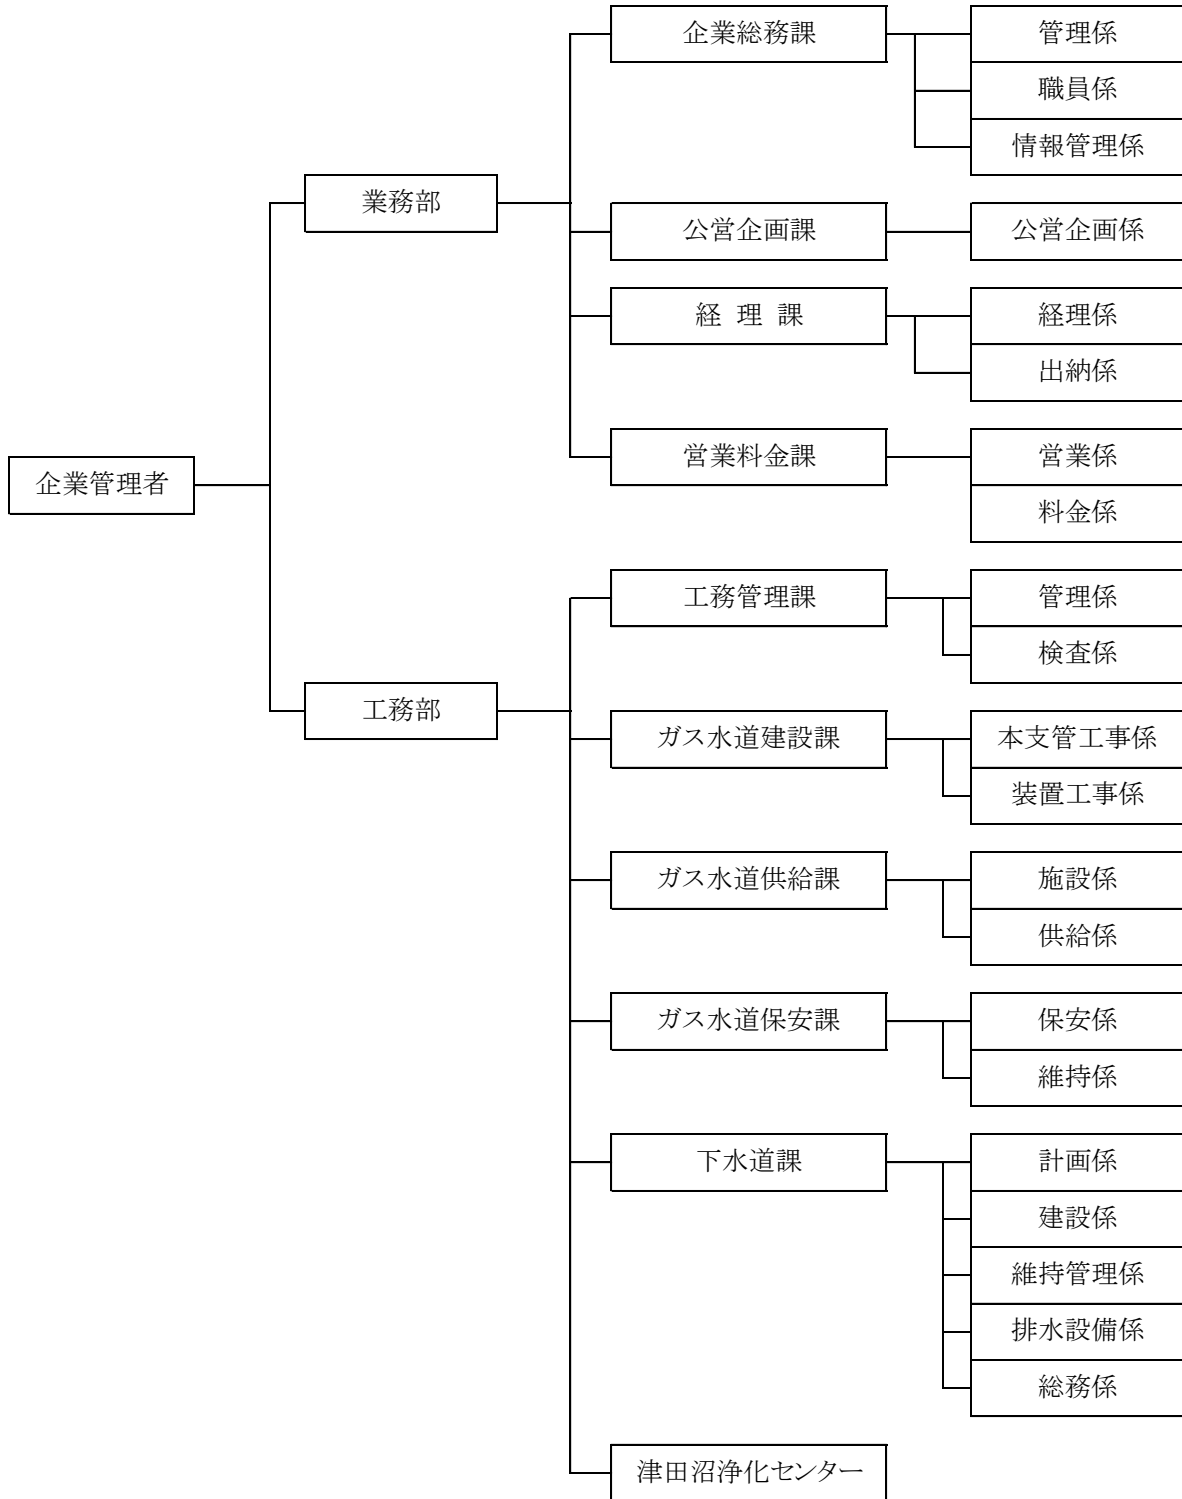 企業管理者
業務部
企業総務課
管理係
職員係
情報管理係
公営企画課
公営企画係
経 理 課
経理係
出納係
営業料金課
営業係
料金係
工務部
工務管理課
管理係
検査係
ガス水道建設課
本支管工事係
装置工事係
ガス水道供給課
施設係
供給係
ガス水道保安課
保安係
維持係
下水道課
計画係
建設係
維持管理係
排水設備係
総務係
津田沼浄化センター